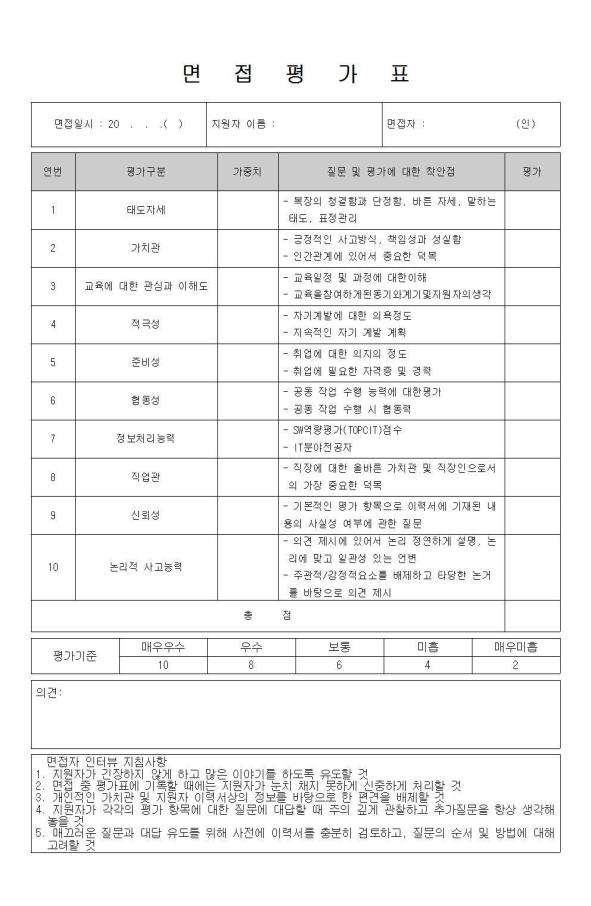 면 접 평 가 표
면접일시 : 20 . . .( ) 지원자 이름 : 면접자 : (인)
연번 평가구분 가중치 질문 및 평가에 대한 착안점 평가
1 태도자세 - 복장의 청결함과 단정함, 바른 자세, 말하는
태도, 표정관리
2 가치관 - 긍정적인 사고방식, 책임성과 성실함
- 인간관계에 있어서 중요한 덕목
3 교육에 대한 관심과 이해도 - 교육일정 및 과정에 대한이해
- 교육을참여하게된동기와계기및지원자의생각
4 적극성 - 자기계발에 대한 의욕정도
- 지속적인 자기 계발 계획
5 준비성 - 취업에 대한 의지의 정도
- 취업에 필요한 자격증 및 경력
6 협동성 - 공동 작업 수행 능력에 대한평가
- 공동 작업 수행 시 협동력
7 정보처리능력 - SW역량평가(TOPCIT)점수
- IT분야전공자
8 직업관 - 직장에 대한 올바른 가치관 및 직장인으로서
의 가장 중요한 덕목
9 신뢰성 - 기본적인 평가 항목으로 이력서에 기재된 내
용의 사실성 여부에 관한 질문
10 논리적 사고능력 - 의견 제시에 있어서 논리 정연하게 설명, 논
리에 맞고 일관성 있는 언변
- 주관적/감정적요소를 배제하고 타당한 논거
를 바탕으로 의견 제시
총 점
평가기준 매우우수 우수 보통 미흡 매우미흡
10 8 6 4 2
의견:
면접자 인터뷰 지침사항
1. 지원자가 긴장하지 않게 하고 많은 이야기를 하도록 유도할 것
2. 면접 중 평가표에 기록할 때에는 지원자가 눈치 채지 못하게 신중하게 처리할 것
3. 개인적인 가치관 및 지원자 이력서상의 정보를 바탕으로 한 편견을 배제할 것
4. 지원자가 각각의 평가 항목에 대한 질문에 대답할 때 주의 깊게 관찰하고 추가질문을 항상 생각해
놓을 것
5. 매끄러운 질문과 대답 유도를 위해 사전에 이력서를 충분히 검토하고, 질문의 순서 및 방법에 대해
고려할 것